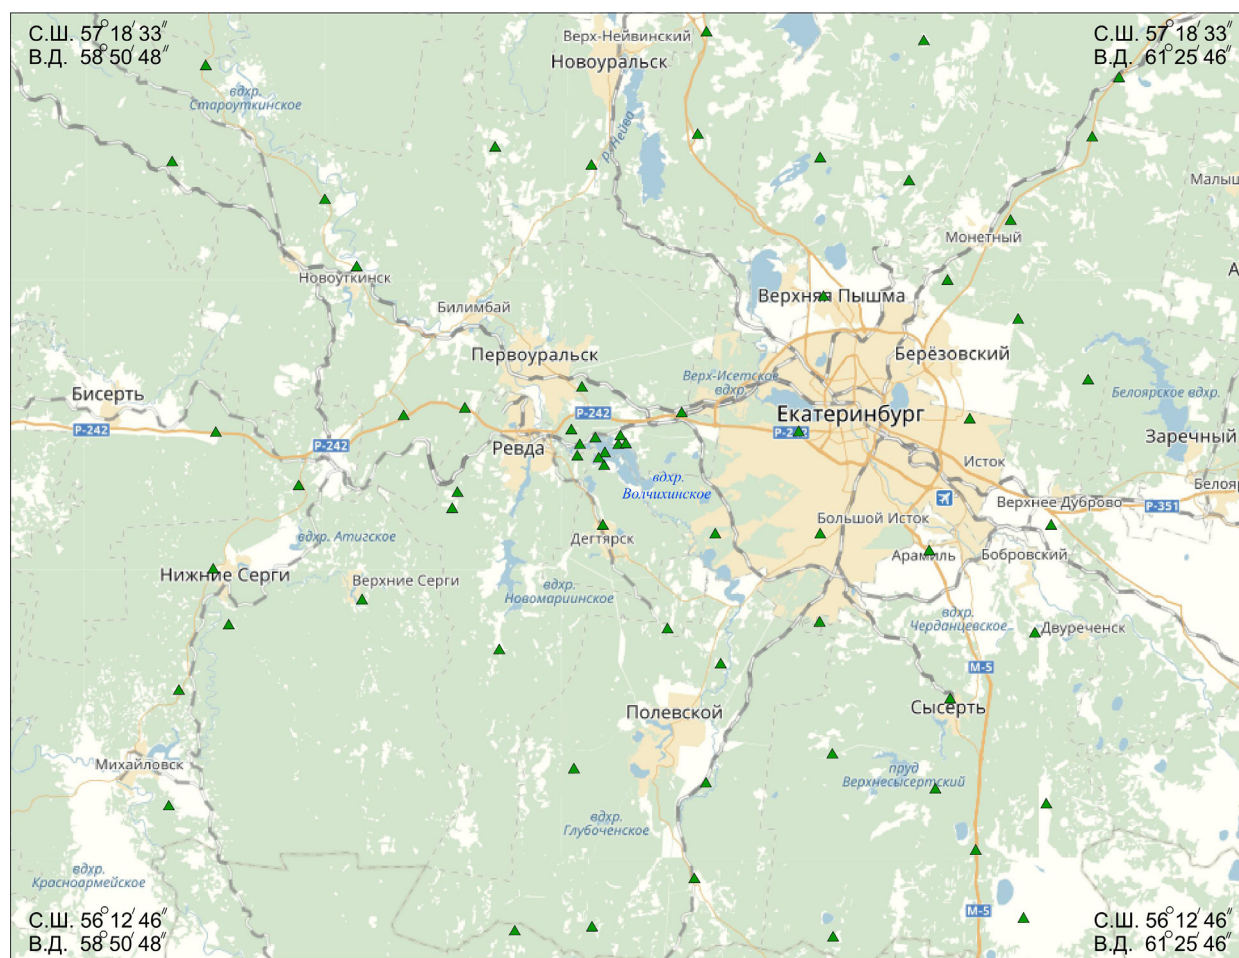 С.Ш. 57° 18′ 33″
В.Д. 58° 50′ 48″
С.Ш. 57° 18′ 33″
В.Д. 61° 25′ 46″
Верх-Нейвинский
Новоуральск
вдхр.
Староуткинское
р. Нейва
Малыш
Монетный
Новоуткинск
А
Верхняя Пышма
Билимбай
Первоуральск
Берёзовский
Верх-Исетское
вдхр.
Бисерть
Белоярское вдхр.
Р-242
Екатеринбург
Р-242
Р-242
Заречный
Р-242
Ревда
Исток
вдхр.
Волчихинское
Белояр
Верхнее Дуброво
Р-351
Большой Исток
вдхр. Атигское
Дегтярск
Арамиль
Бобровский
Нижние Серги
Верхние Серги
вдхр.
Новомариинское
вдхр.
Черданцевское
Двуреченск
М-5
Сысерть
Полевской
Михайловск
пруд
Верхнесысертский
вдхр.
Глубоченское
вдхр.
Красноармейское
М-5
С.Ш. 56° 12′ 46″
В.Д. 58° 50′ 48″
С.Ш. 56° 12′ 46″
В.Д. 61° 25′ 46″